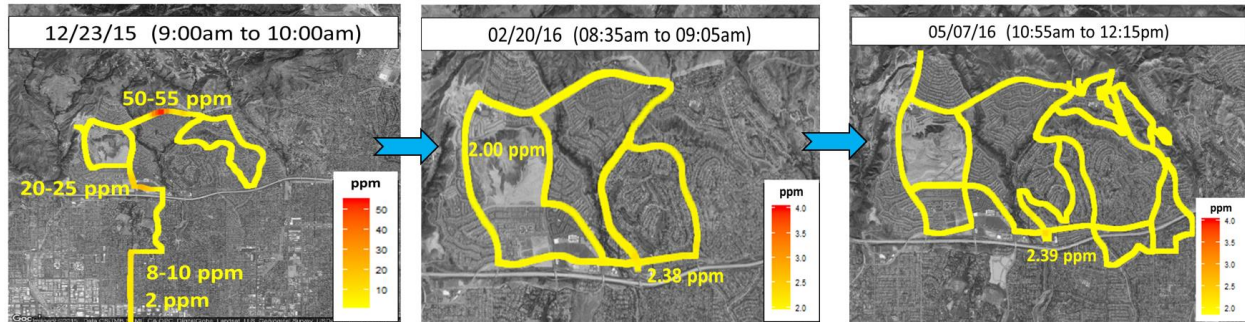 12/23/15 (9:00am to 10:00am)
50-55 ppm
20-25 ppm
8-10 ppm
2 ppm
ppm
50
40
30
20
10
02/20/16 (08:35am to 09:05am)
2.00 ppm
2.38 ppm
ppm
4.0
3.5
3.0
2.5
2.0
05/07/16 (10:55am to 12:15pm)
2.39 ppm
ppm
4.0
3.5
3.0
2.5
2.0